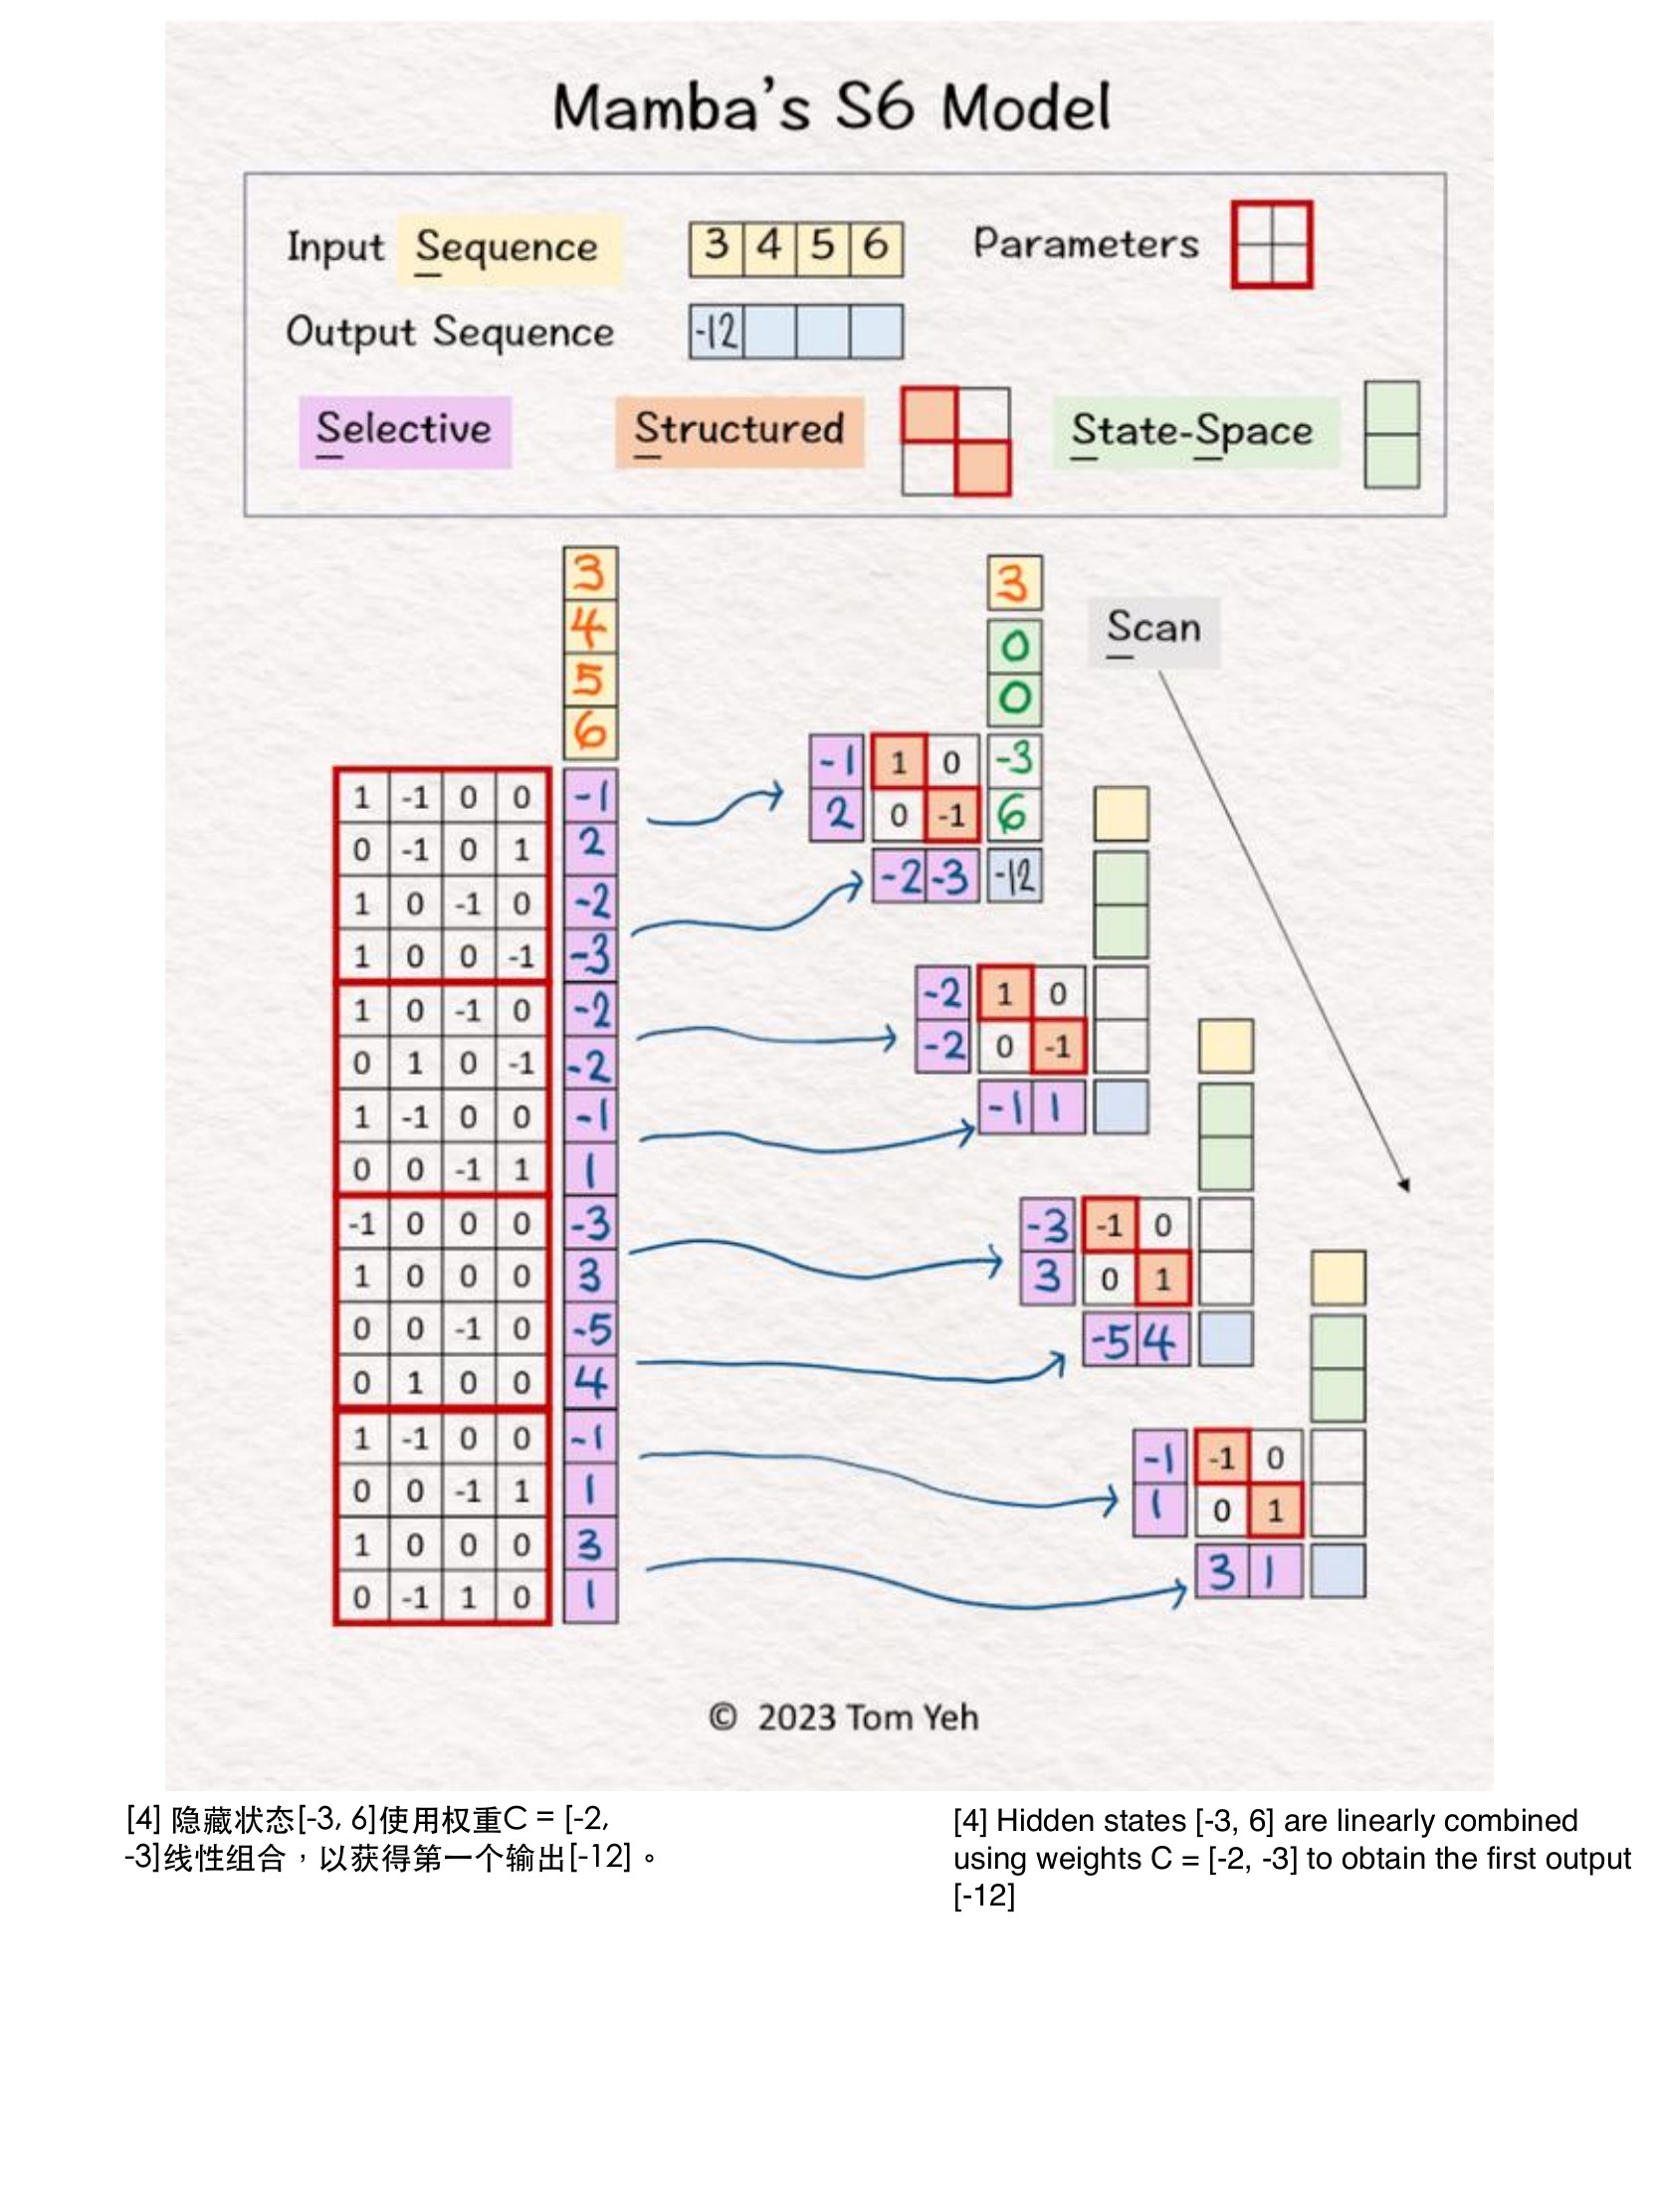 Mamba's S6 Model
Input Sequence 3 4 5 6 Parameters
Output Sequence -12
Selective Structured State-Space
3
4
5
6
3
0
0
Scan
-1 1 0 -3
2 0 -1 6
-2 -3 -12
1 -1 0 0 -1
0 -1 0 1 2
1 0 -1 0 -2
1 0 0 -1 -3
1 0 -1 0 -2
0 1 0 -1 -2
1 -1 0 0 -1
0 0 -1 1 1
-1 0 0 0 -3
1 0 0 0 3
0 0 -1 0 -5
0 1 0 0 4
1 -1 0 0 -1
0 0 -1 1 1
1 0 0 0 3
0 -1 1 0 1
-2 1 0
-2 0 -1
-1 1
-3 -1 0
3 0 1
-5 4
-1 -1 0
1 0 1
3 1
© 2023 Tom Yeh
[4] 隐藏状态[-3, 6]使用权重C = [-2,
-3]线性组合，以获得第一个输出[-12]。
[4] Hidden states [-3, 6] are linearly combined
using weights C = [-2, -3] to obtain the first output
[-12]